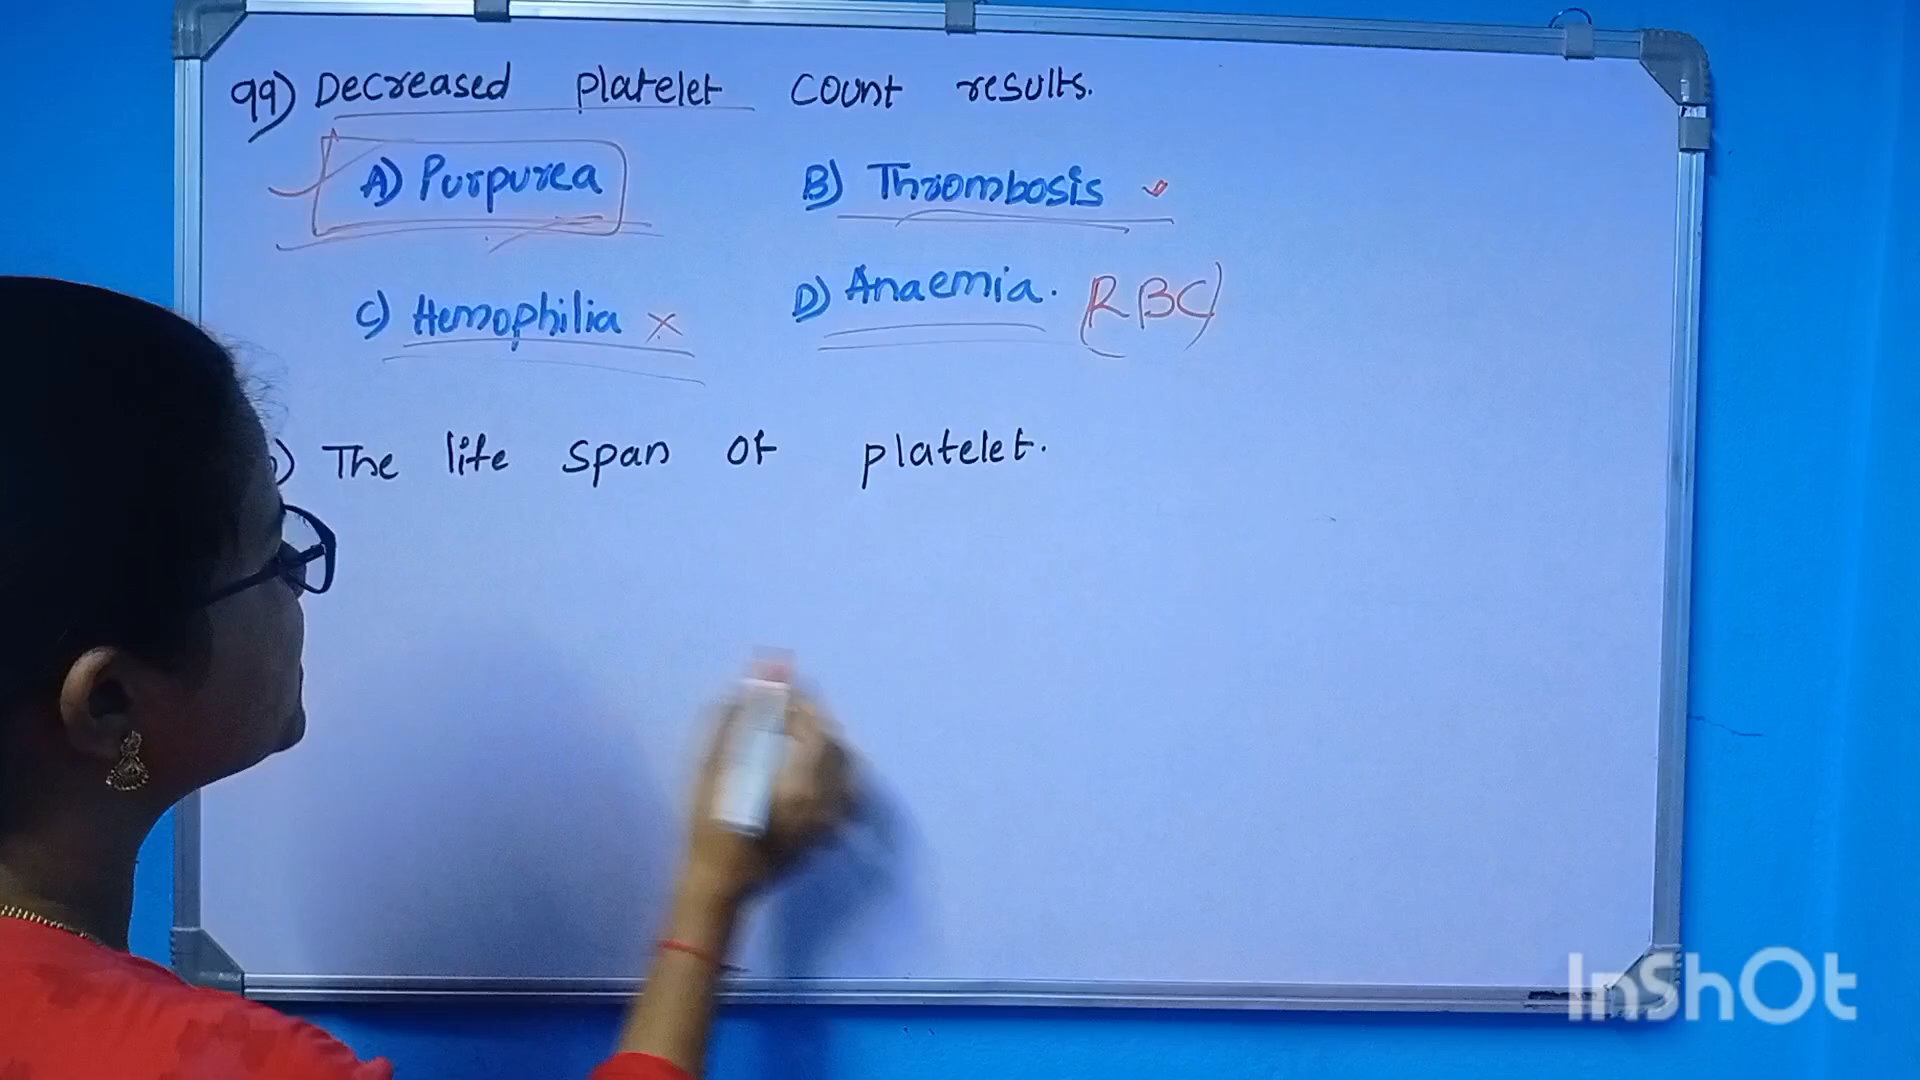 99) Decreased platelet count results.
A) Purpurea B) Thrombosis
C) Hemophilia x D) Anaemia. (RBC)
) The life span of platelet.
InShOt